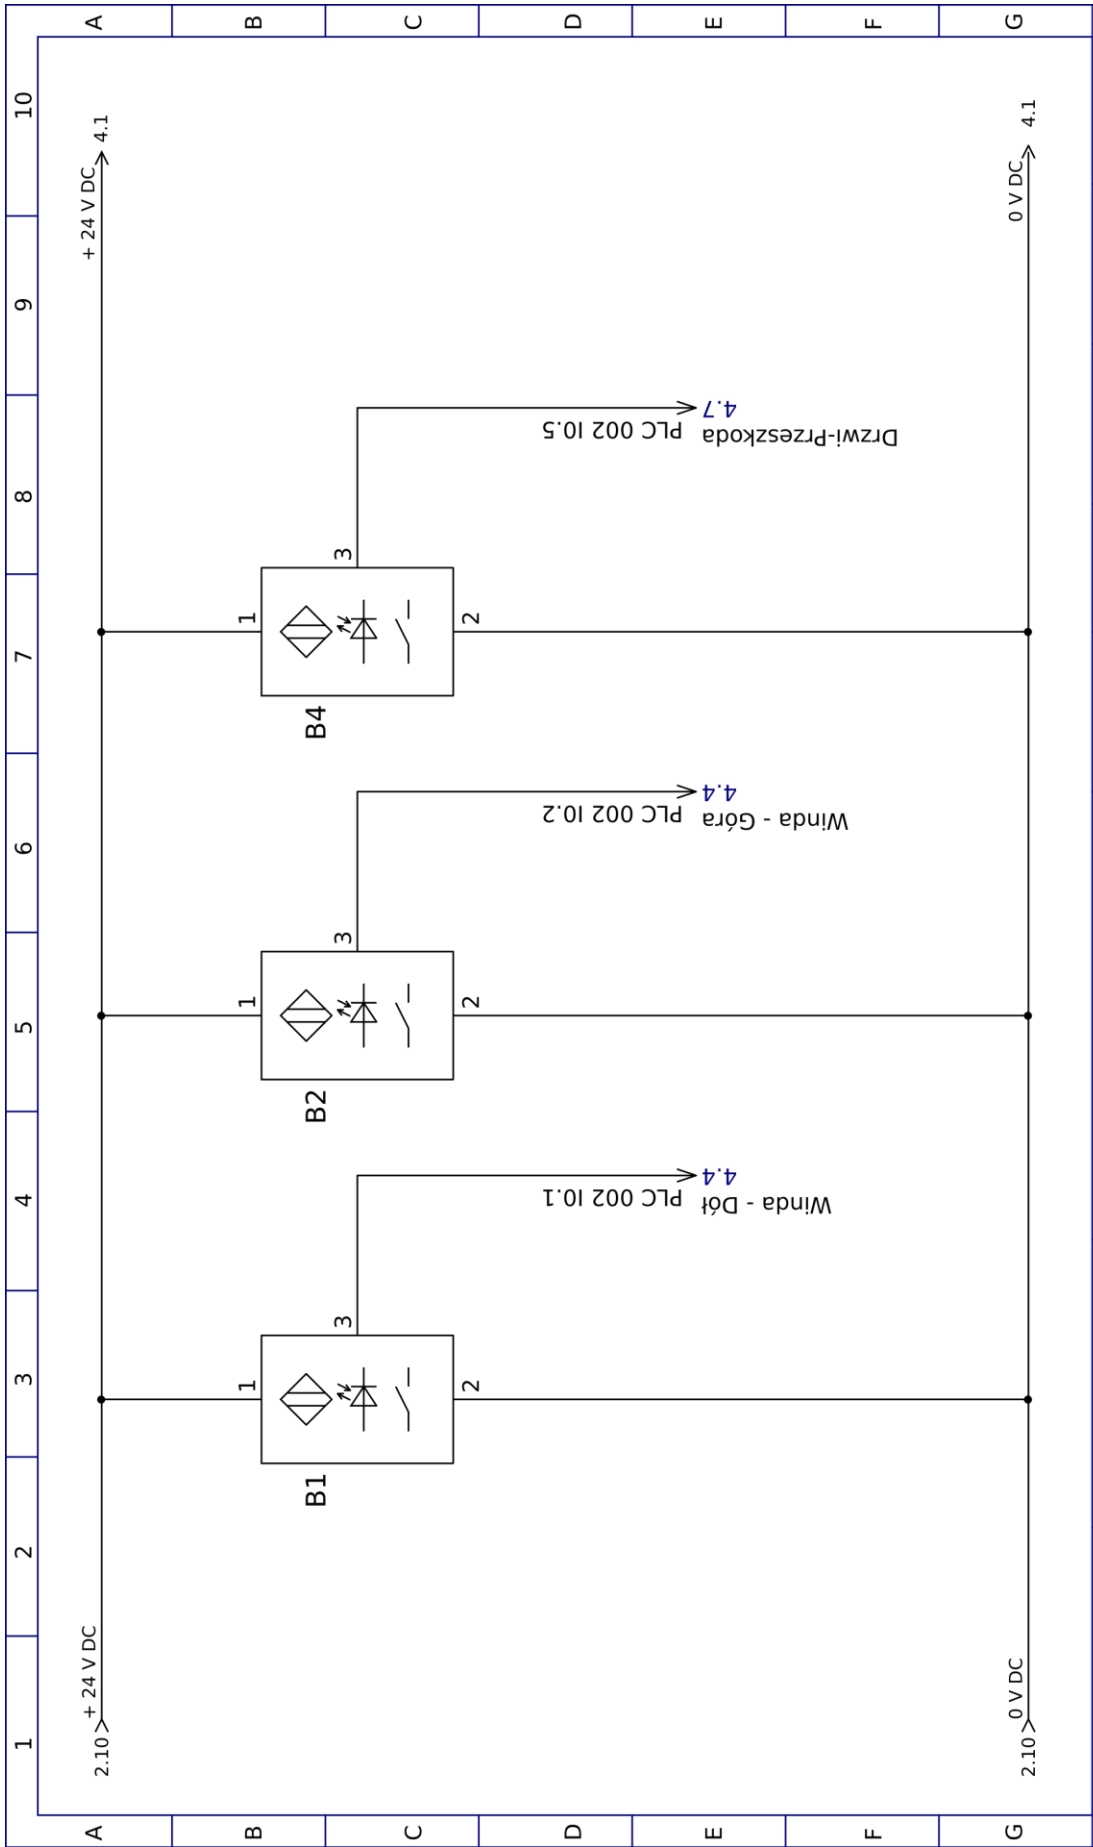 1 2 3 4 5 6 7 8 9 10
A
B
C
D
E
F
G
A
B
C
D
E
F
G
2.10
+ 24 V DC
+ 24 V DC
4.1
B1
1
2
3
PLC 002 I0.1
4.4
Winda - Dół
B2
1
2
3
PLC 002 I0.2
4.4
Winda - Góra
B4
1
2
3
PLC 002 I0.5
4.7
Drzwi-Przeszkoda
2.10
0 V DC
0 V DC
4.1